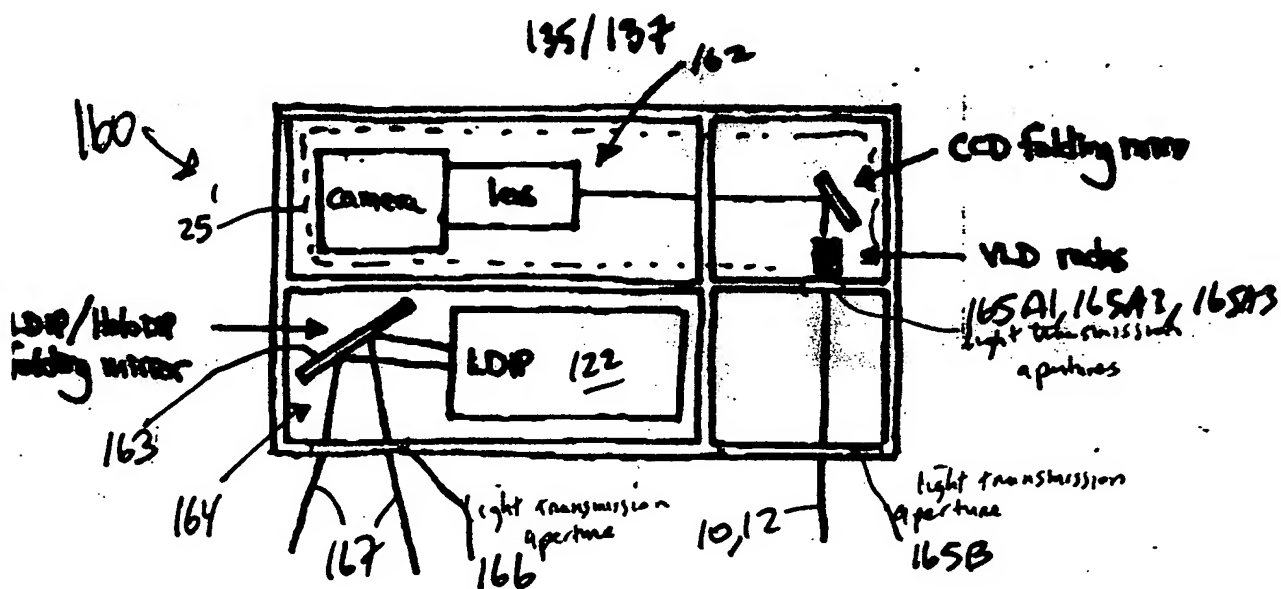 135/137
162
160
CCD folding mirror
25'
camera
lens
VLD racks
165A1, 165A2, 165A3
light transmission
apertures
LDIP/HoloDIP
folding mirror
LDIP 122
163
164
167
light transmission
aperture
166
10,12
light transmission
aperture
165B